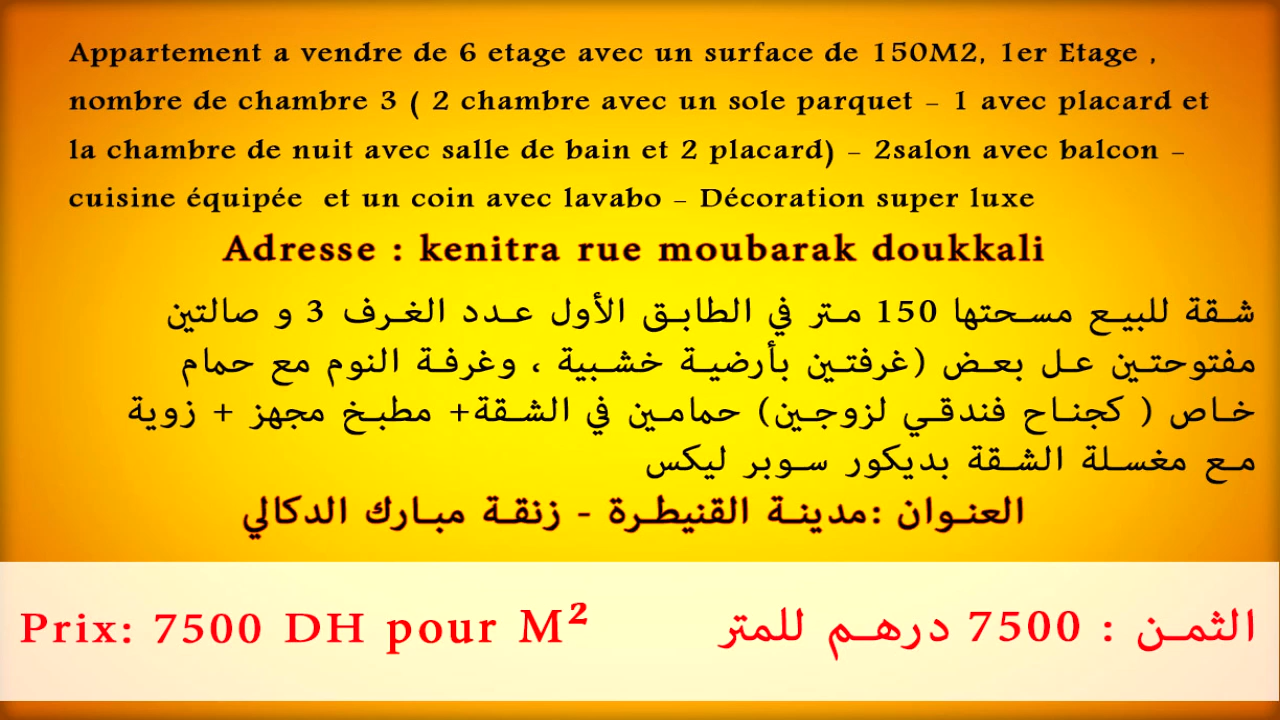 Appartement a vendre de 6 etage avec un surface de 150M2, 1er Etage ,
nombre de chambre 3 ( 2 chambre avec un sole parquet – 1 avec placard et
la chambre de nuit avec salle de bain et 2 placard) – 2salon avec balcon –
cuisine équipée et un coin avec lavabo – Décoration super luxe
Adresse : kenitra rue moubarak doukkali
شقة للبيع مسحتها 150 متر في الطابق الأول عدد الغرف 3 و صالتين
مفتوحتين عل بعض (غرفتين بأرضية خشبية ، وغرفة النوم مع حمام
خاص ( كجناح فندقي لزوجين) حمامين في الشقة+ مطبخ مجهز + زوية
مع مغسلة الشقة بديكور سوبر ليكس
العنوان :مدينة القنيطرة - زنقة مبارك الدكالي
Prix: 7500 DH pour M²
الثمن : 7500 درهم للمتر